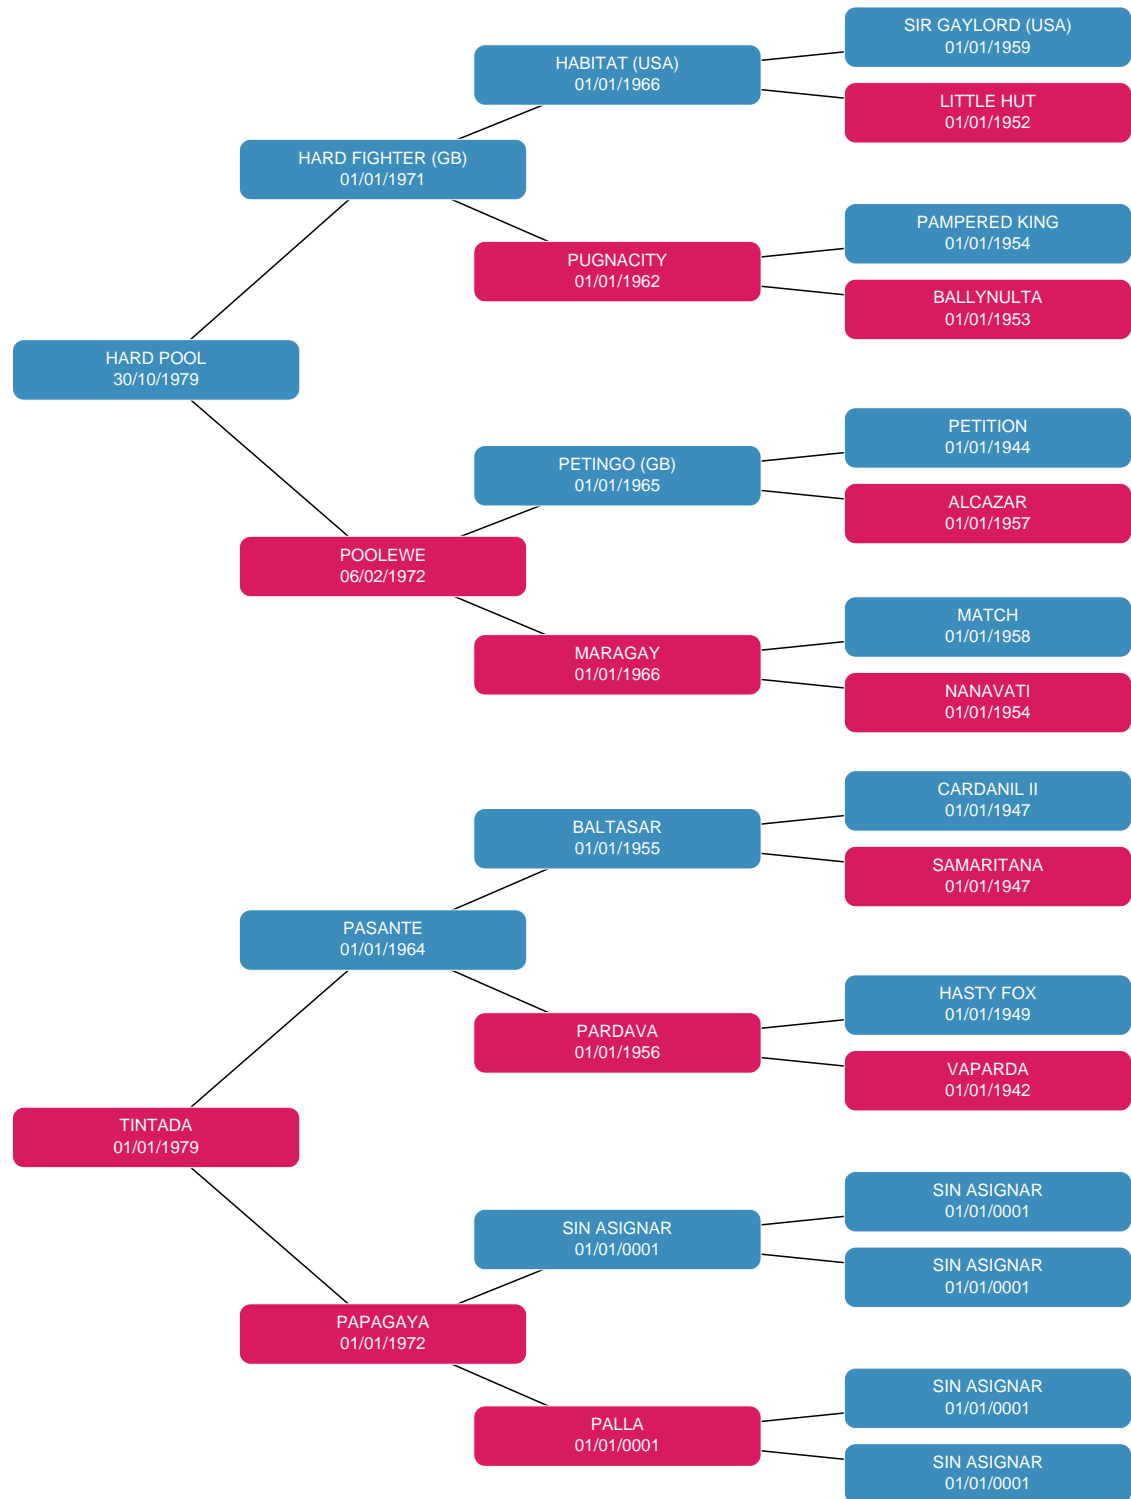 SIR GAYLORD (USA)
01/01/1959
HABITAT (USA)
01/01/1966
LITTLE HUT
01/01/1952
HARD FIGHTER (GB)
01/01/1971
PAMPERED KING
01/01/1954
PUGNACITY
01/01/1962
BALLYNULTA
01/01/1953
HARD POOL
30/10/1979
PETITION
01/01/1944
PETINGO (GB)
01/01/1965
ALCAZAR
01/01/1957
POOLEWE
06/02/1972
MATCH
01/01/1958
MARAGAY
01/01/1966
NANAVATI
01/01/1954
CARDANIL II
01/01/1947
BALTASAR
01/01/1955
SAMARITANA
01/01/1947
PASANTE
01/01/1964
HASTY FOX
01/01/1949
PARDAVA
01/01/1956
VAPARDA
01/01/1942
TINTADA
01/01/1979
SIN ASIGNAR
01/01/0001
SIN ASIGNAR
01/01/0001
SIN ASIGNAR
01/01/0001
PAPAGAYA
01/01/1972
SIN ASIGNAR
01/01/0001
PALLA
01/01/0001
SIN ASIGNAR
01/01/0001